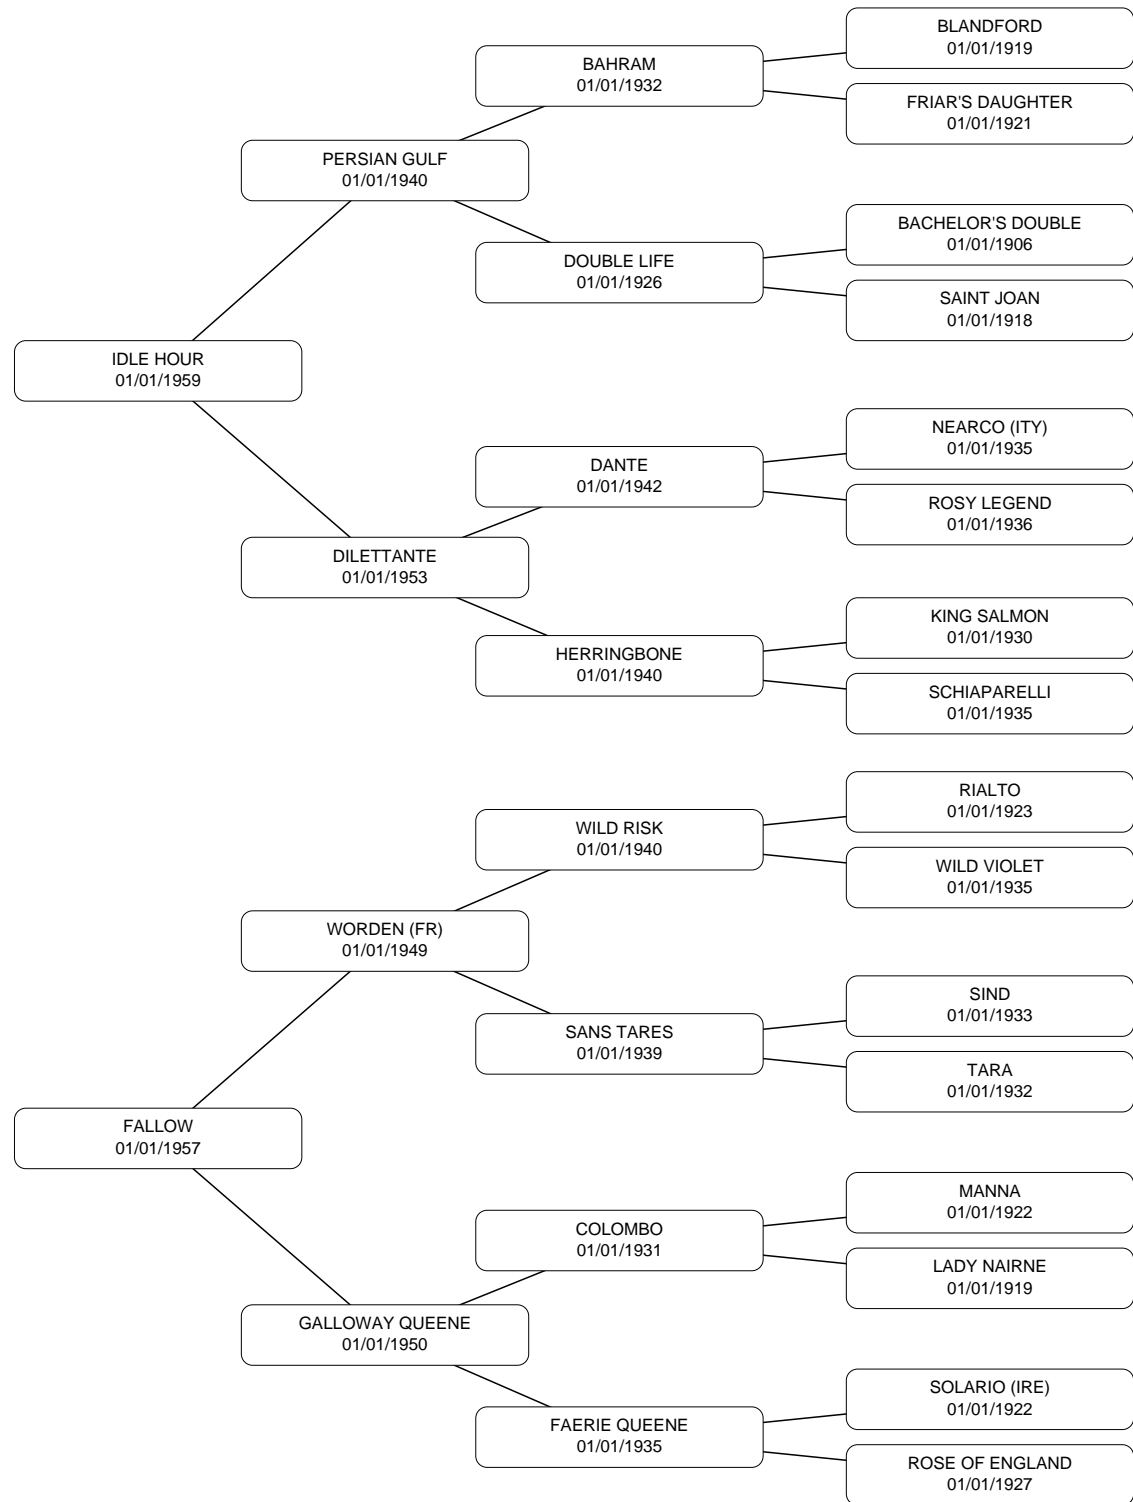 BLANDFORD
01/01/1919
BAHRAM
01/01/1932
FRIAR'S DAUGHTER
01/01/1921
PERSIAN GULF
01/01/1940
BACHELOR'S DOUBLE
01/01/1906
DOUBLE LIFE
01/01/1926
SAINT JOAN
01/01/1918
IDLE HOUR
01/01/1959
NEARCO (ITY)
01/01/1935
DANTE
01/01/1942
ROSY LEGEND
01/01/1936
DILETTANTE
01/01/1953
KING SALMON
01/01/1930
HERRINGBONE
01/01/1940
SCHIAPARELLI
01/01/1935
RIALTO
01/01/1923
WILD RISK
01/01/1940
WILD VIOLET
01/01/1935
WORDEN (FR)
01/01/1949
SIND
01/01/1933
SANS TARES
01/01/1939
TARA
01/01/1932
FALLOW
01/01/1957
MANNA
01/01/1922
COLOMBO
01/01/1931
LADY NAIRNE
01/01/1919
GALLOWAY QUEENE
01/01/1950
SOLARIO (IRE)
01/01/1922
FAERIE QUEENE
01/01/1935
ROSE OF ENGLAND
01/01/1927